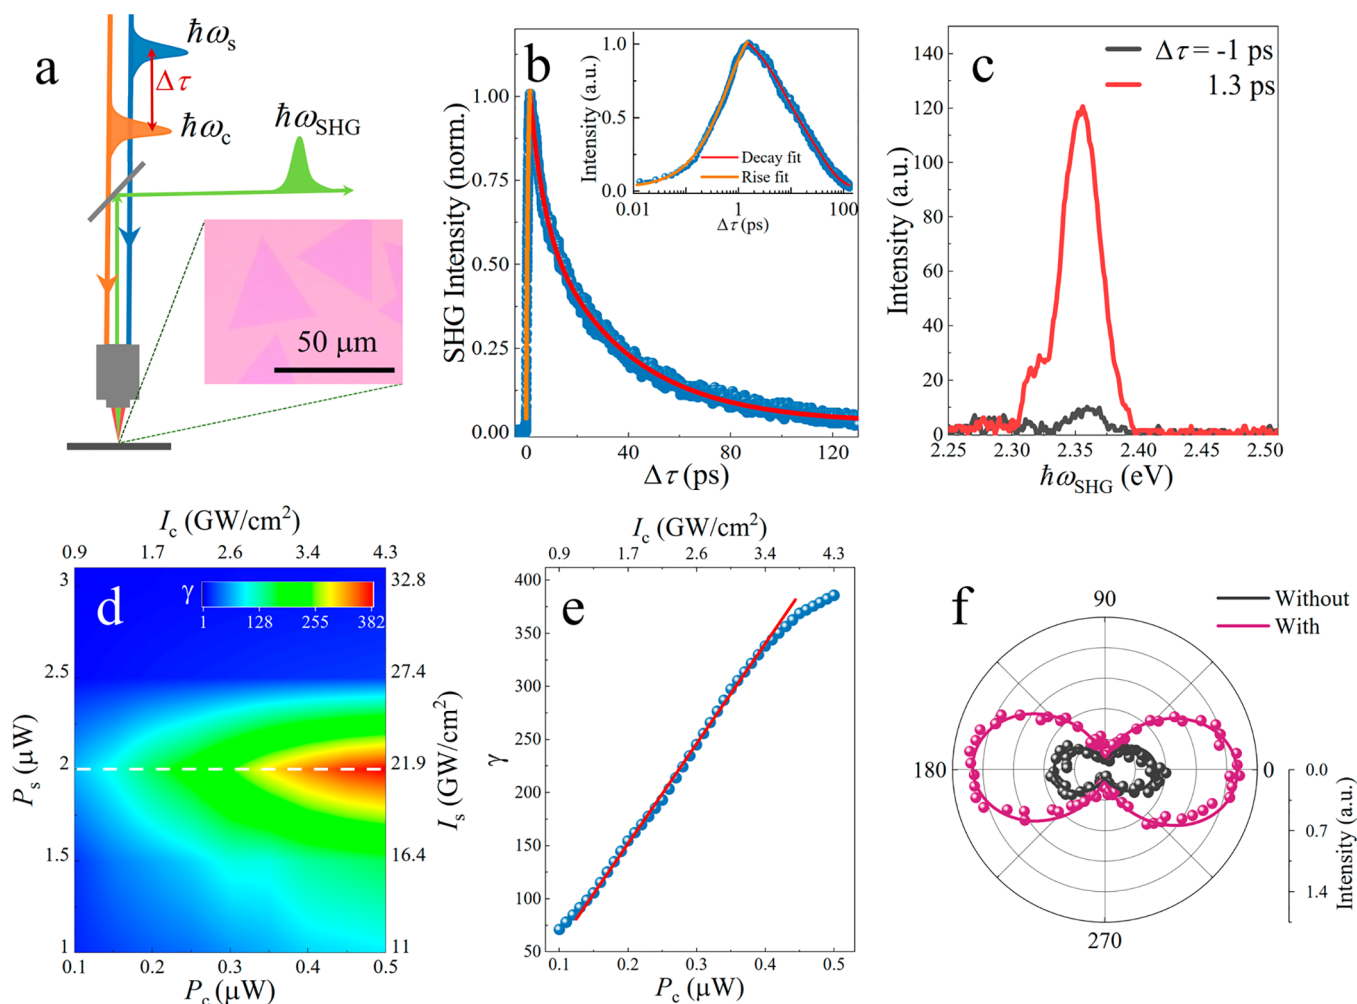 a
ħωs
Δτ
ħωc
ħωSHG
50 μm
b
SHG Intensity (norm.)
1.00
0.75
0.50
0.25
0.00
0
40
80
120
Δτ (ps)
Intensity (a.u.)
1.0
0.5
0.0
0.01
1
100
Δτ (ps)
Decay fit
Rise fit
c
Δτ = -1 ps
1.3 ps
Intensity (a.u.)
140
120
100
80
60
40
20
0
2.25
2.30
2.35
2.40
2.45
2.50
ħωSHG (eV)
Ic (GW/cm2)
0.9
1.7
2.6
3.4
4.3
d
γ
1
128
255
382
Ps (μW)
3
2.5
2
1.5
1
32.8
27.4
21.9
16.4
11
Is (GW/cm2)
0.1
0.2
0.3
0.4
0.5
Pc (μW)
Ic (GW/cm2)
0.9
1.7
2.6
3.4
4.3
e
γ
400
350
300
250
200
150
100
50
0
0.1
0.2
0.3
0.4
0.5
Pc (μW)
f
Without
With
90
180
0
270
0.0
0.7
1.4
Intensity (a.u.)